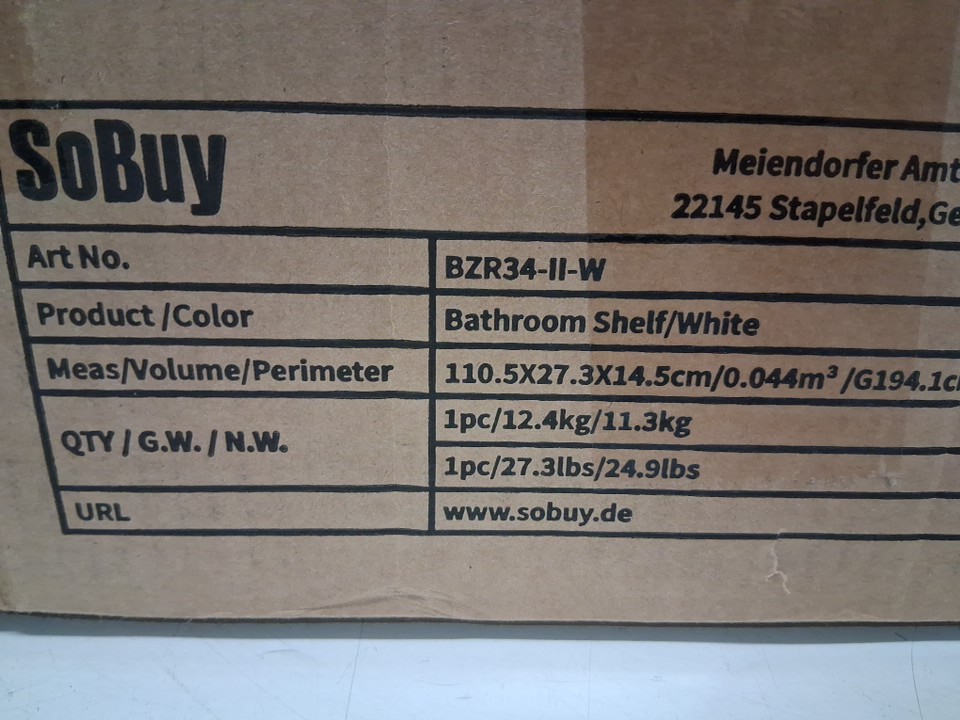 SoBuy
Meiendorfer Amt
22145 Stapelfeld,Ge
Art No.
BZR34-II-W
Product /Color
Bathroom Shelf/White
Meas/Volume/Perimeter
110.5X27.3X14.5cm/0.044m³ /G194.1c
QTY / G.W. / N.W.
1pc/12.4kg/11.3kg
1pc/27.3lbs/24.9lbs
URL
www.sobuy.de